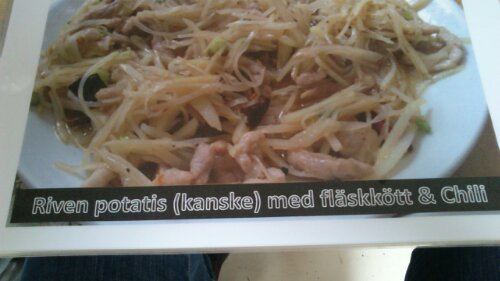 Riven potatis (kanske) med fläskkött & Chili